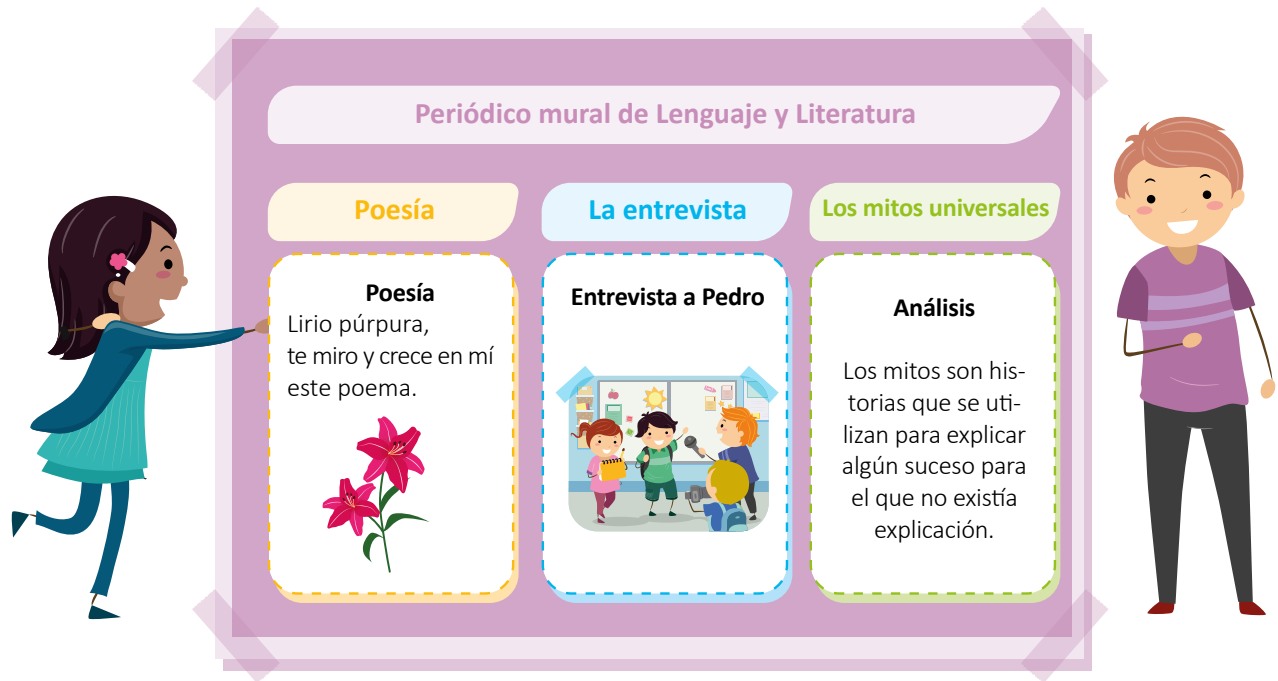 Periódico mural de Lenguaje y Literatura
Poesía
Poesía
Lirio púrpura,
te miro y crece en mí
este poema.
La entrevista
Entrevista a Pedro
Los mitos universales
Análisis
Los mitos son his-
torias que se uti-
lizan para explicar
algún suceso para
el que no existía
explicación.